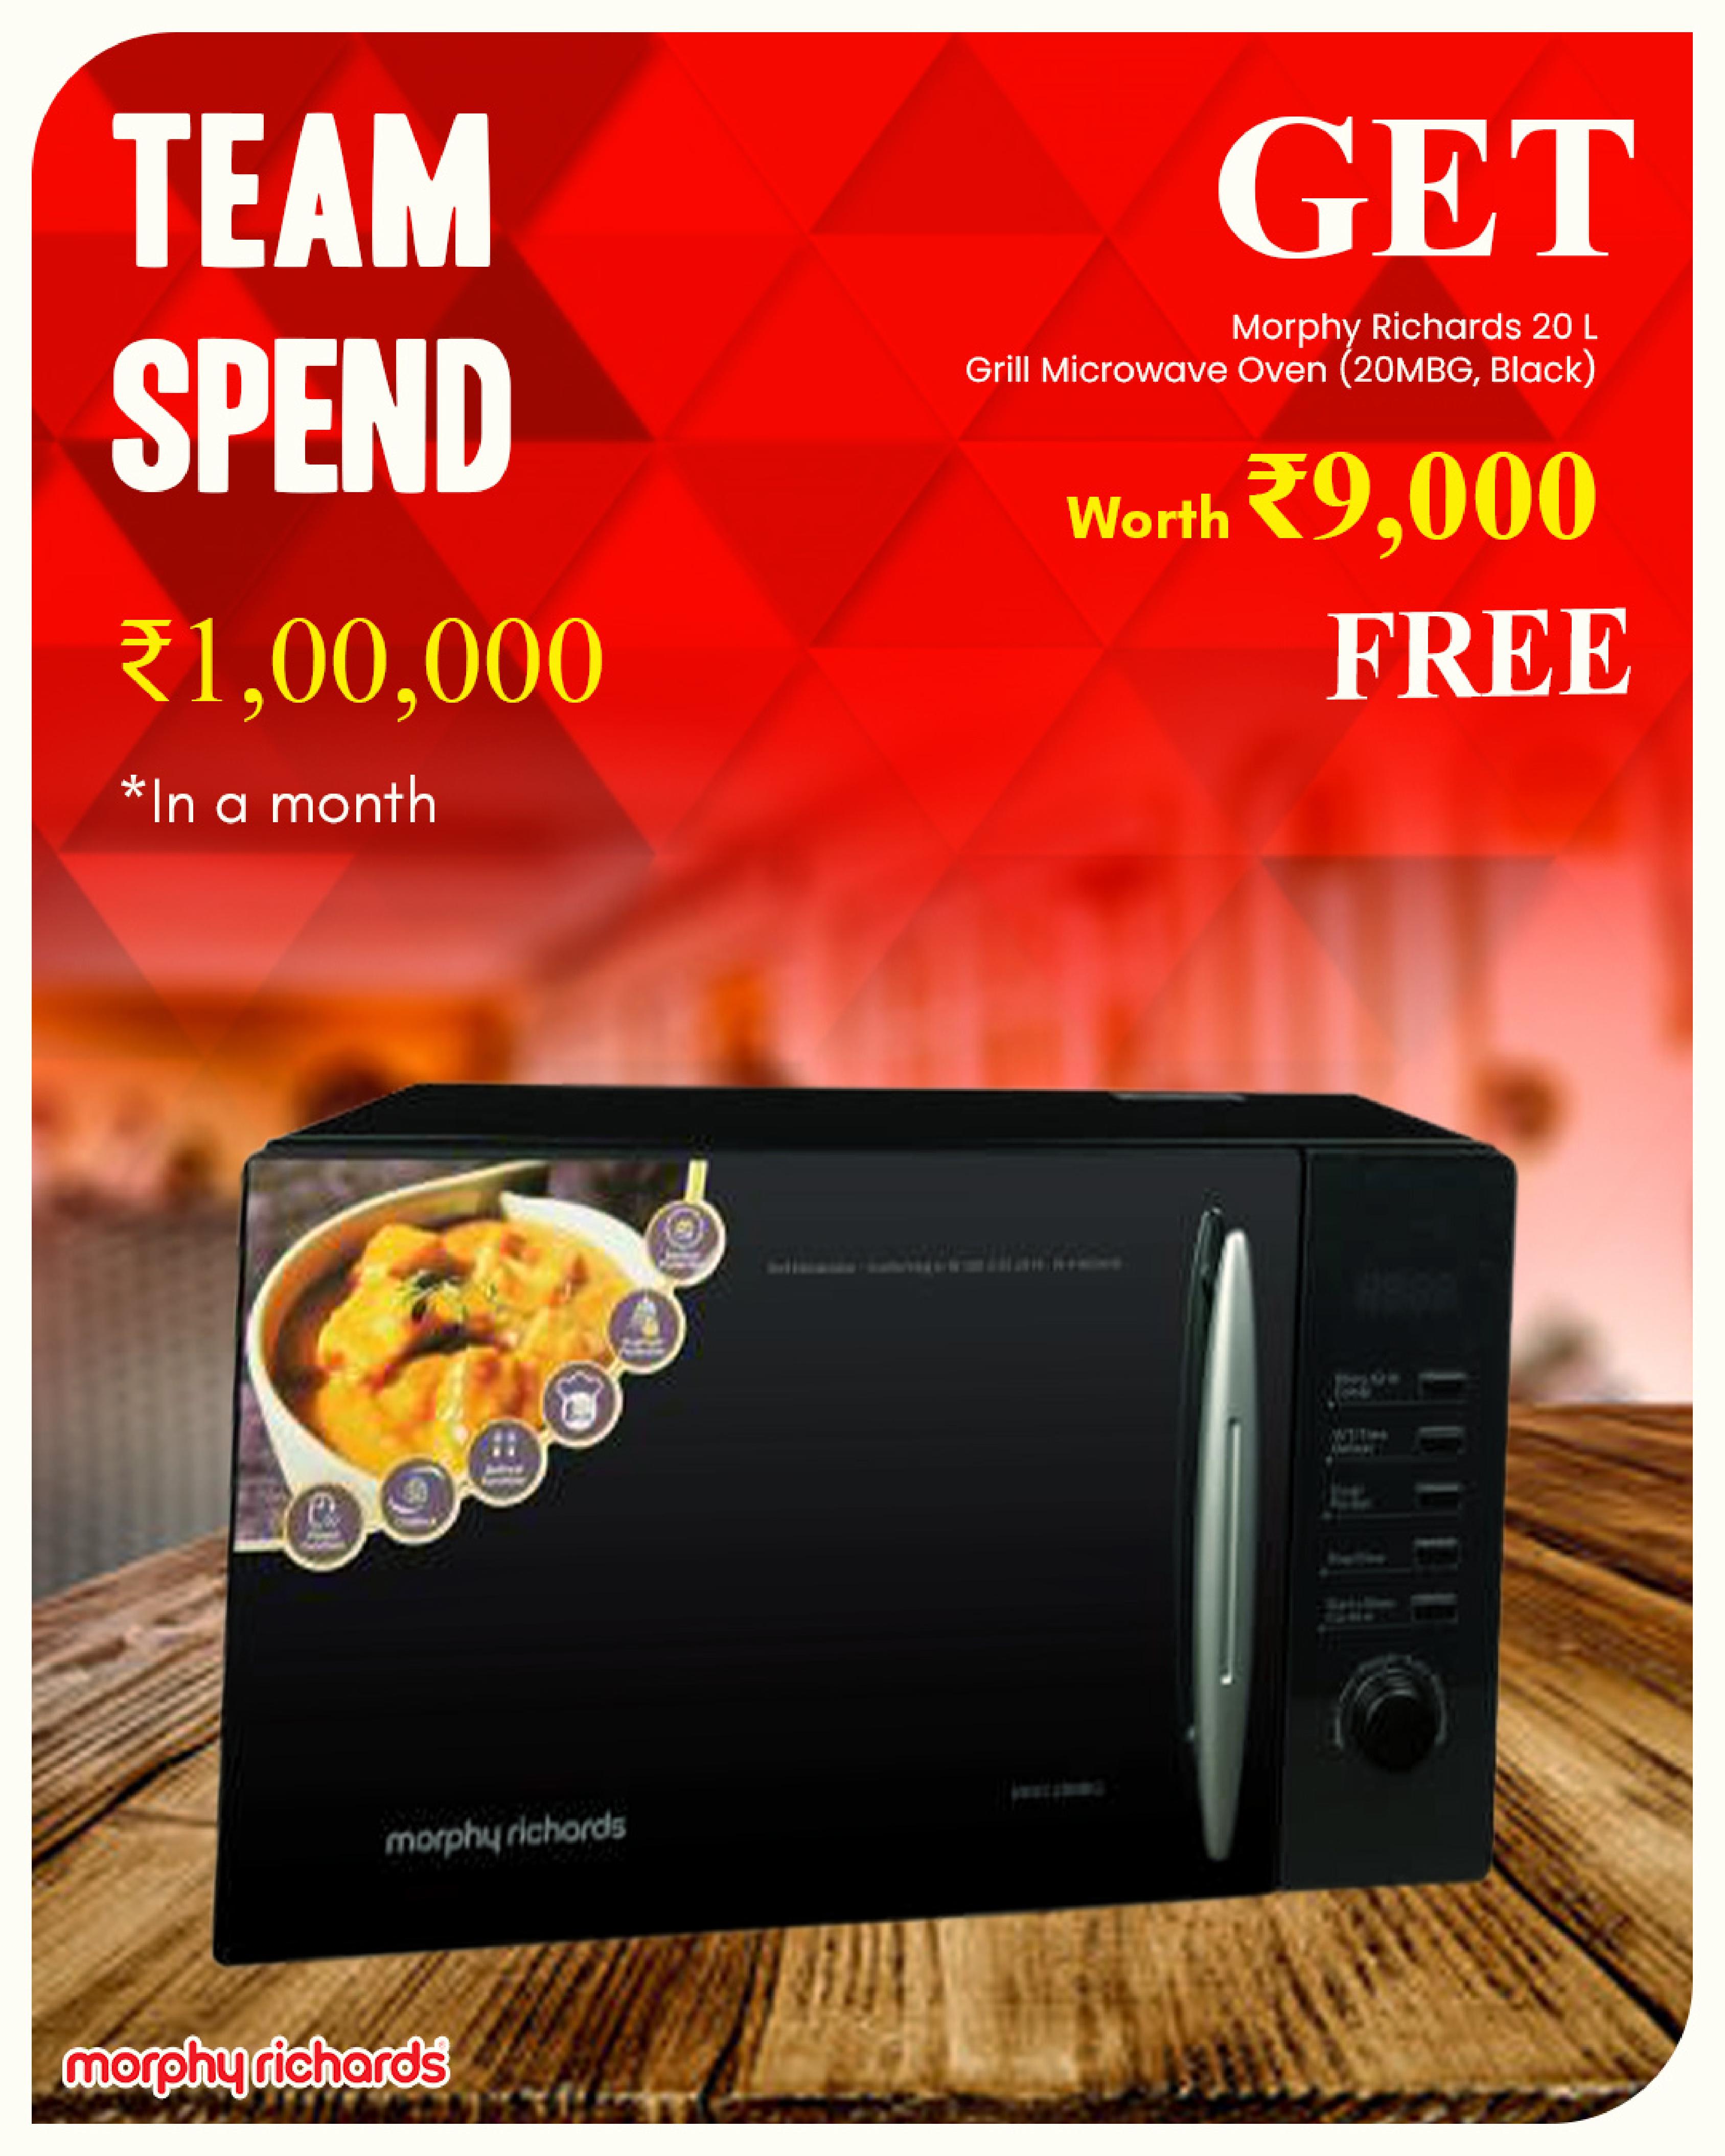 TEAM
SPEND
₹1,00,000
*In a month
GET
Morphy Richards 20 L
Grill Microwave Oven (20MBG, Black)
Worth ₹9,000
FREE
morphy richards
morphy richards